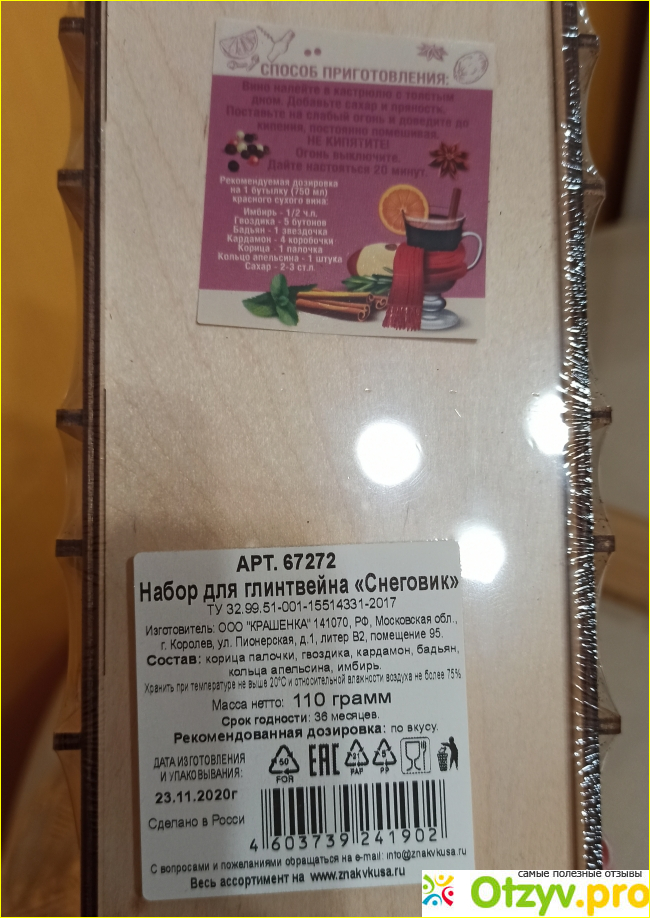 СПОСОБ ПРИГОТОВЛЕНИЯ:
Вино налейте в кастрюлю с толстым
дном. Добавьте сахар и пряности.
Поставьте на слабый огонь и доведите до
кипения, постоянно помешивая.
НЕ КИПЯТИТЕ!
Огонь выключите.
Дайте настояться 20 минут.
Рекомендуемая дозировка
на 1 бутылку (750 мл)
красного сухого вина:
Имбирь - 1/2 ч.л.
Гвоздика - 5 бутонов
Бадьян - 1 звездочка
Кардамон - 4 коробочки
Корица - 1 палочка
Кольцо апельсина - 1 штука
Сахар - 2-3 ст.л.
АРТ. 67272
Набор для глинтвейна «Снеговик»
ТУ 32.99.51-001-15514331-2017
Изготовитель: ООО "КРАШЕНКА" 141070, РФ, Московская обл.,
г. Королев, ул. Пионерская, д.1, литер В2, помещение 95.
Состав: корица палочки, гвоздика, кардамон, бадьян,
кольца апельсина, имбирь.
Хранить при температуре не выше 20°С и относительной влажности воздуха не более 75%
Масса нетто: 110 грамм
Срок годности: 36 месяцев.
Рекомендованная дозировка: по вкусу.
ДАТА ИЗГОТОВЛЕНИЯ
И УПАКОВЫВАНИЯ:
50 FOR EAC 21 PAP 5 PP
23.11.2020г
Сделано в Росси
4 603739 241902
С вопросами и пожеланиями обращаться на e-mail: info@znakvkusa.ru
Весь ассортимент на www.znakvkusa.ru
самые полезные отзывы
Otzyv.pro